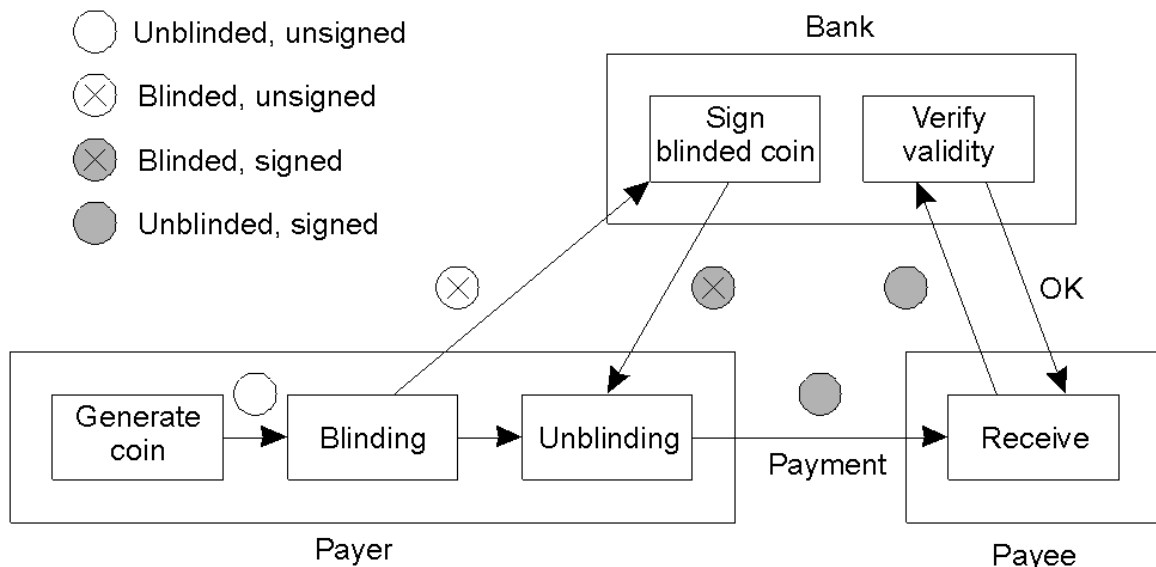 Unblinded, unsigned
Blinded, unsigned
Blinded, signed
Unblinded, signed
Bank
Sign
blinded coin
Verify
validity
OK
Generate
coin
Blinding
Unblinding
Payment
Receive
Payer
Payee